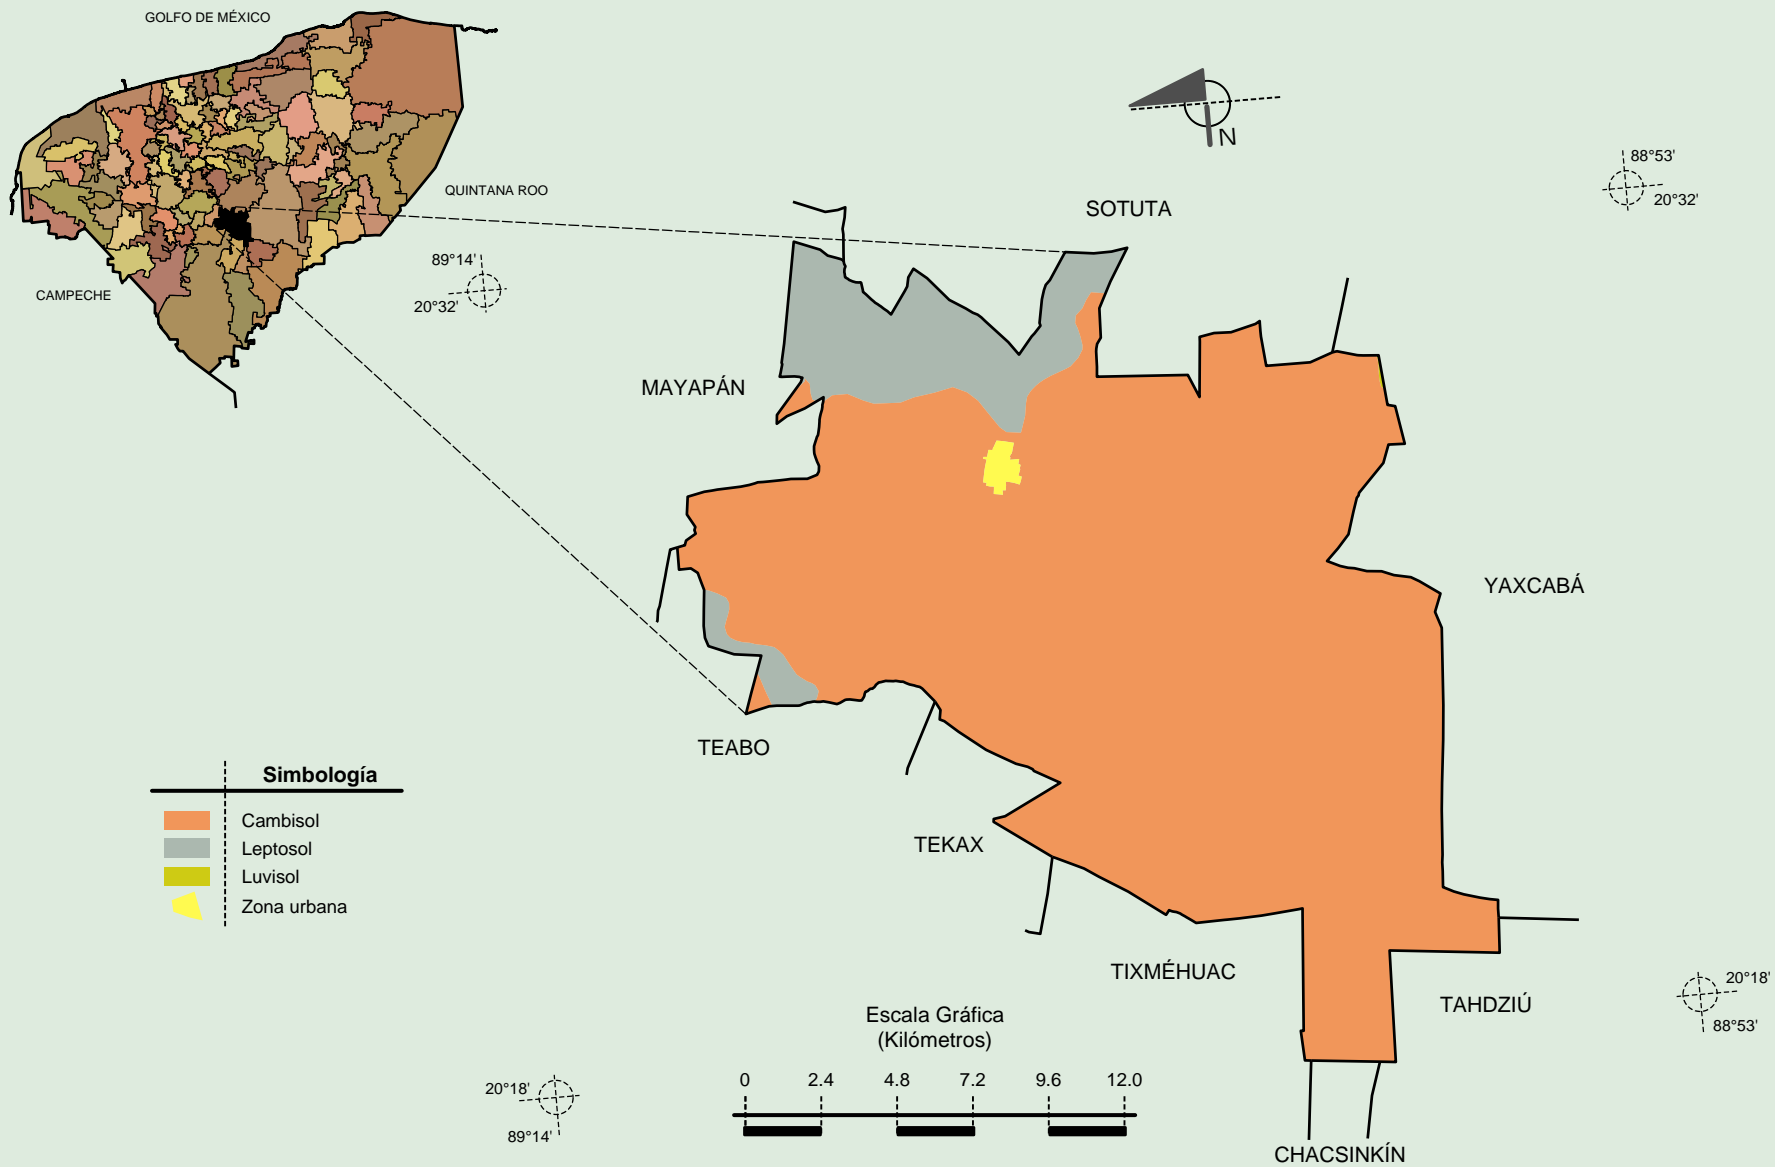 GOLFO DE MÉXICO
QUINTANA ROO
CAMPECHE
89°14'
20°32'
N
88°53'
20°32'
SOTUTA
MAYAPÁN
YAXCABÁ
TEABO
TEKAX
TIXMÉHUAC
TAHDZIÚ
CHACSINKÍN
Simbología
Cambisol
Leptosol
Luvisol
Zona urbana
20°18'
88°53'
Escala Gráfica
(Kilómetros)
0 2.4 4.8 7.2 9.6 12.0
20°18'
89°14'